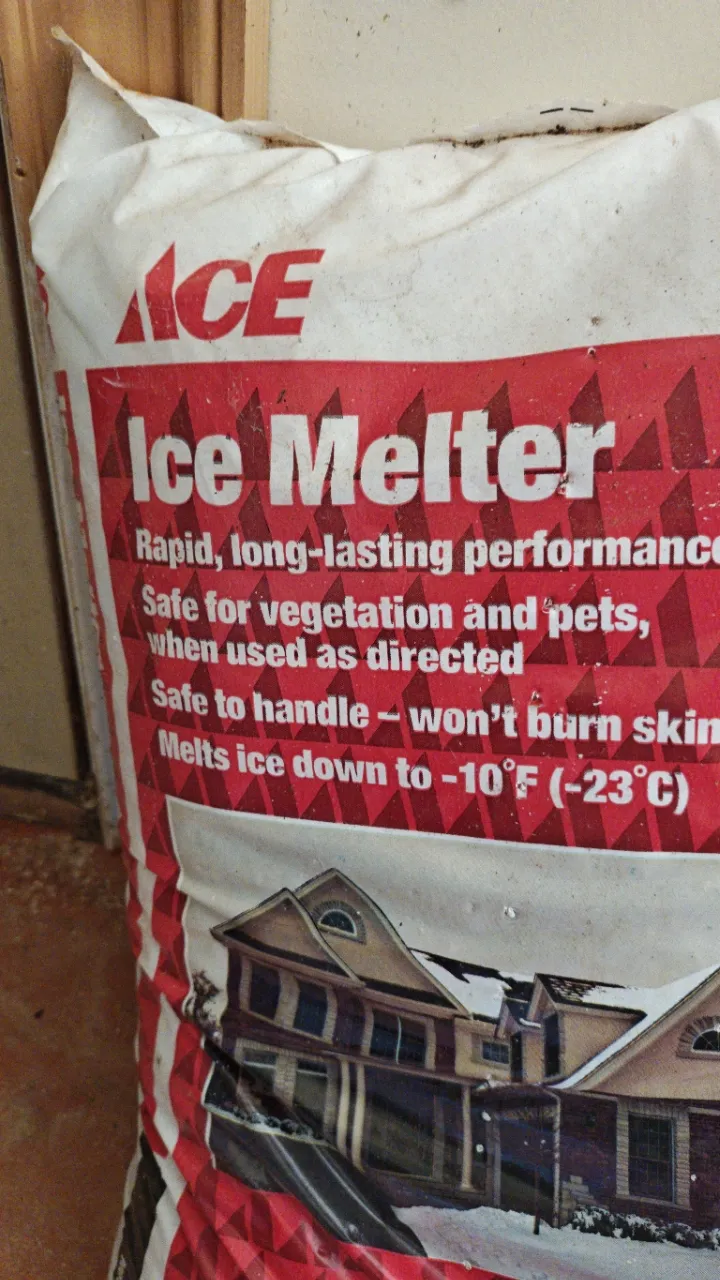 ACE
Ice Melter
Rapid, long-lasting performance
Safe for vegetation and pets,
when used as directed
Safe to handle – won't burn skin
Melts ice down to -10°F (-23°C)